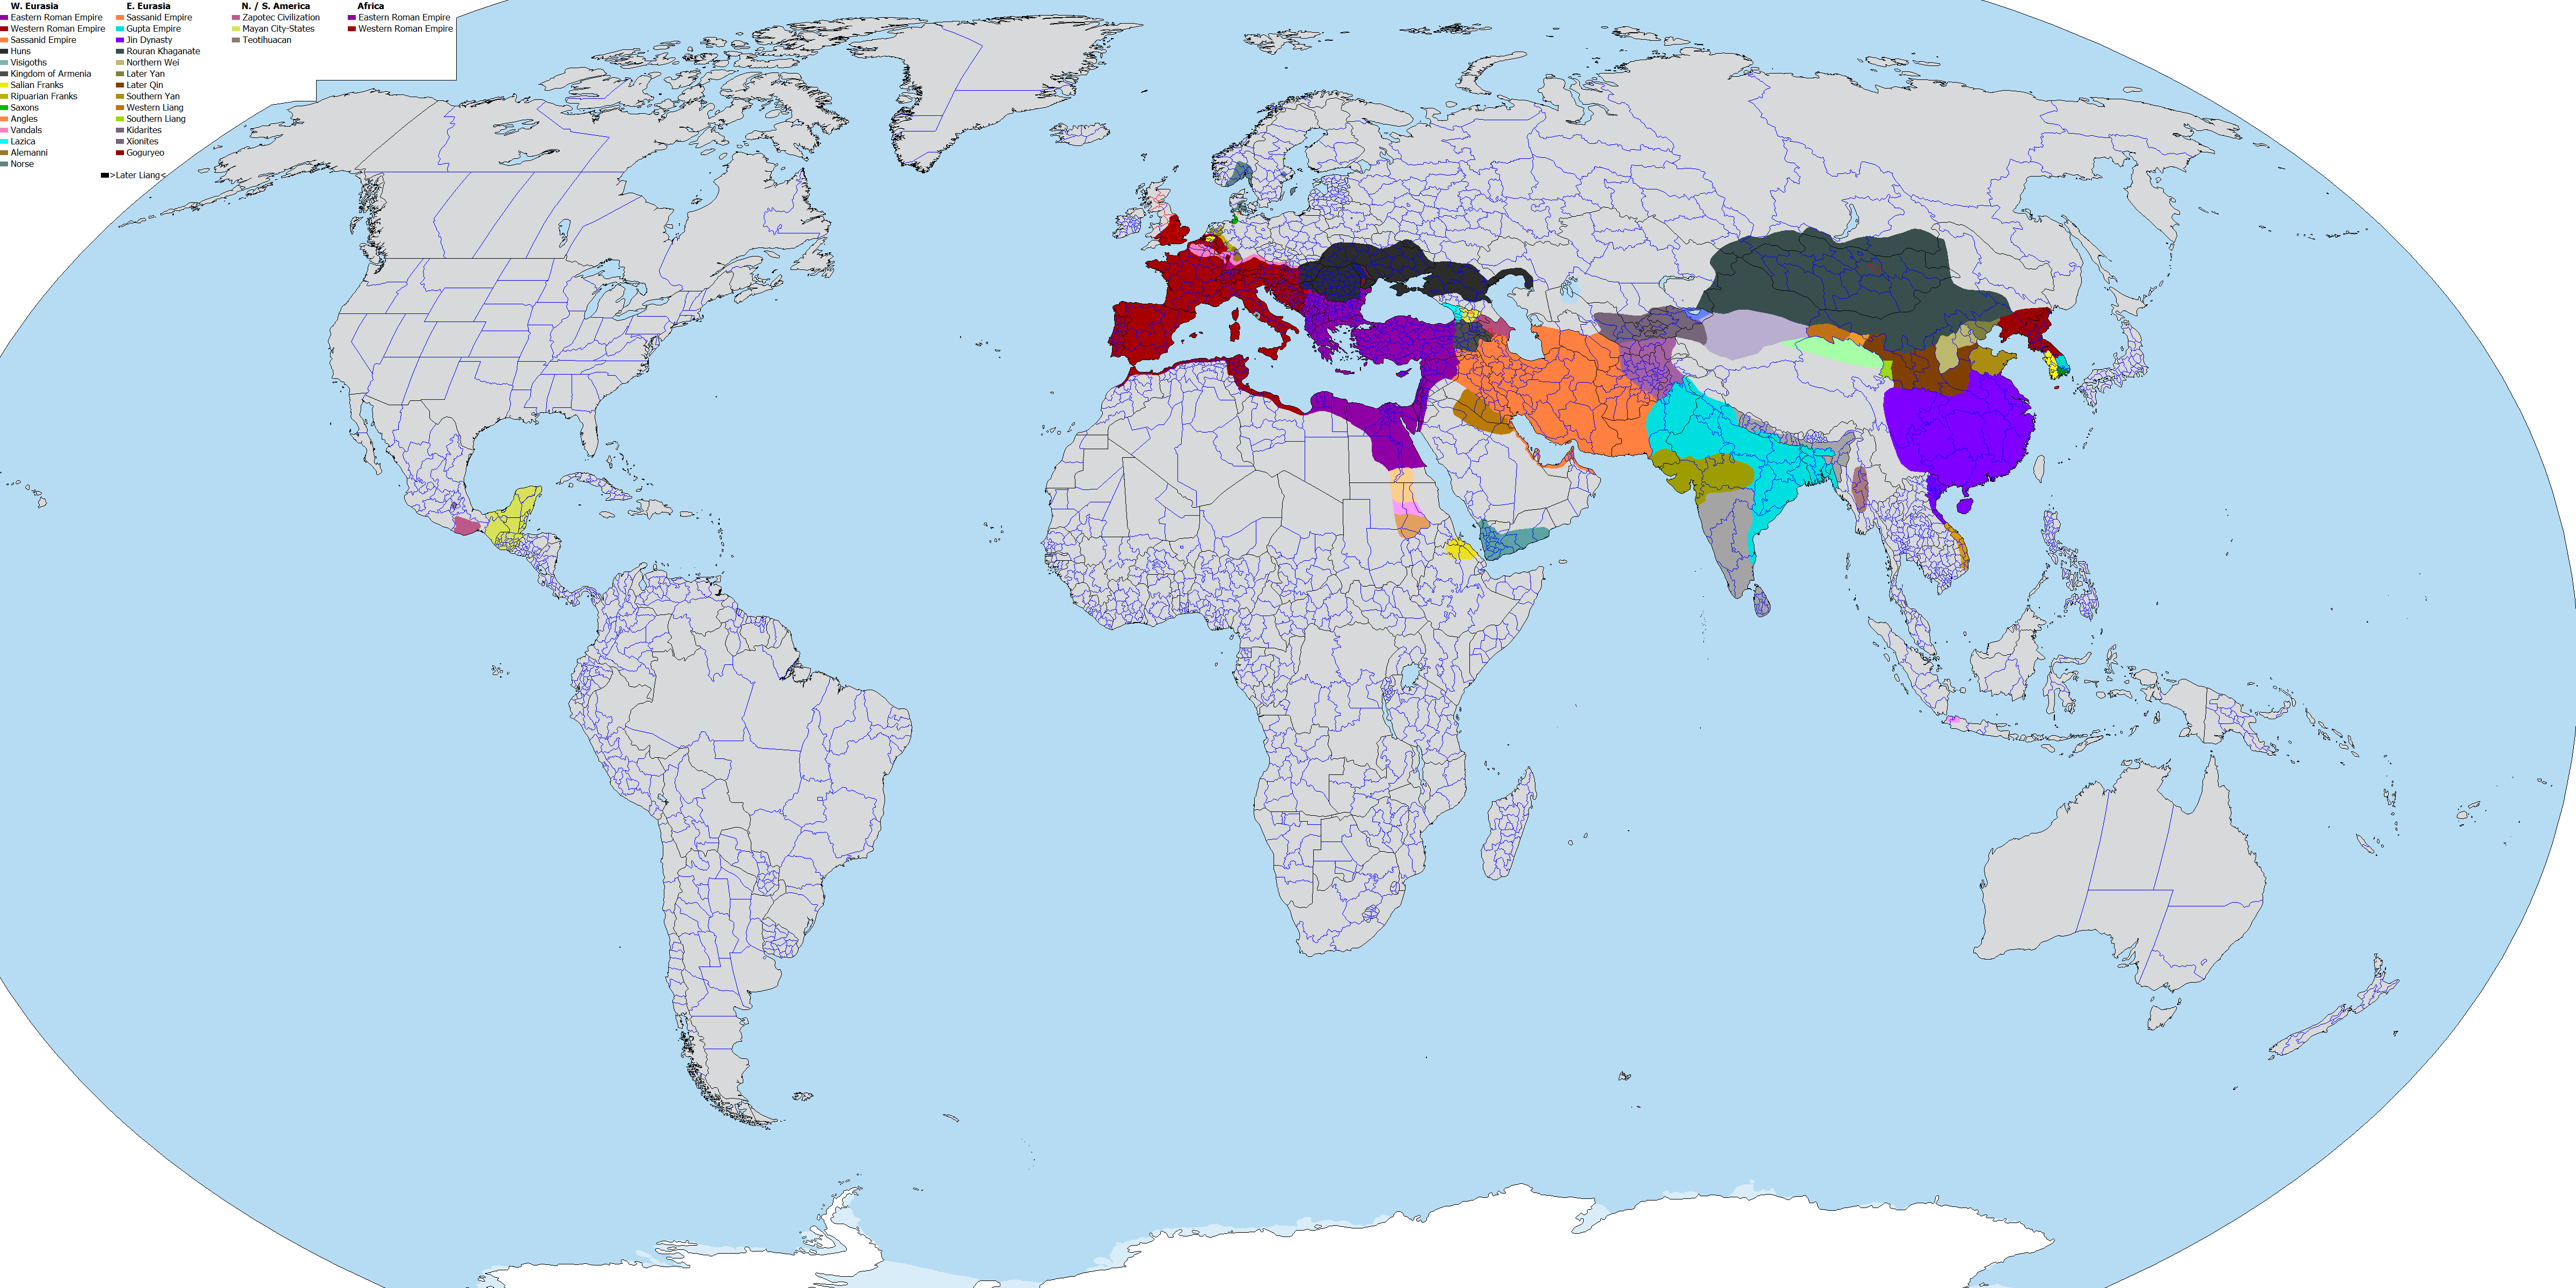 W. Eurasia
Eastern Roman Empire
Western Roman Empire
Sassanid Empire
Huns
Visigoths
Kingdom of Armenia
Salian Franks
Ripuarian Franks
Saxons
Angles
Vandals
Lazica
Alemanni
Norse
E. Eurasia
Sassanid Empire
Gupta Empire
Jin Dynasty
Rouran Khaganate
Northern Wei
Later Yan
Later Qin
Southern Yan
Western Liang
Southern Liang
Kidarites
Xionites
Goguryeo
>Later Liang<
N. / S. America
Zapotec Civilization
Mayan City-States
Teotihuacan
Africa
Eastern Roman Empire
Western Roman Empire